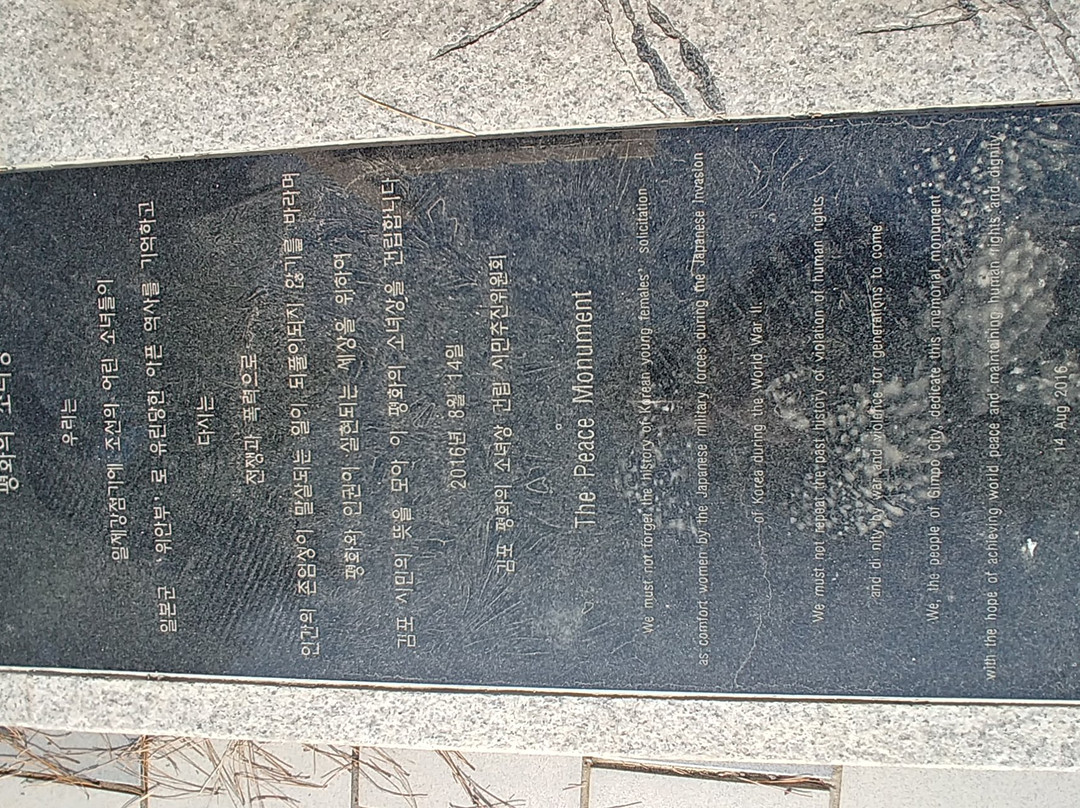 평화의 소녀상
우리는
일제강점기에 조선의 어린 소녀들이
일본군 '위안부' 로 유린당한 아픈 역사를 기억하고
다시는
전쟁과 폭력으로
인간의 존엄성이 말살되는 일이 되풀이되지 않기를 바라며
평화와 인권이 실현되는 세상을 위하여
김포 시민의 뜻을 모아 이 평화의 소녀상을 건립합니다
2016년 8월 14일
김포 평화의 소녀상 건립 시민추진위원회
The Peace Monument
We must not forget the history of Korean young females' solicitation
as comfort women by the Japanese military forces during the Japanese Invasion
of Korea during the World War II.
We must not repeat the past history of violation of human rights
and di nity by war and violence for generations to come.
We, the people of Gimpo City, dedicate this memorial monument
with the hope of achieving world peace and maintaining human rights and dignity
14 Aug 2016